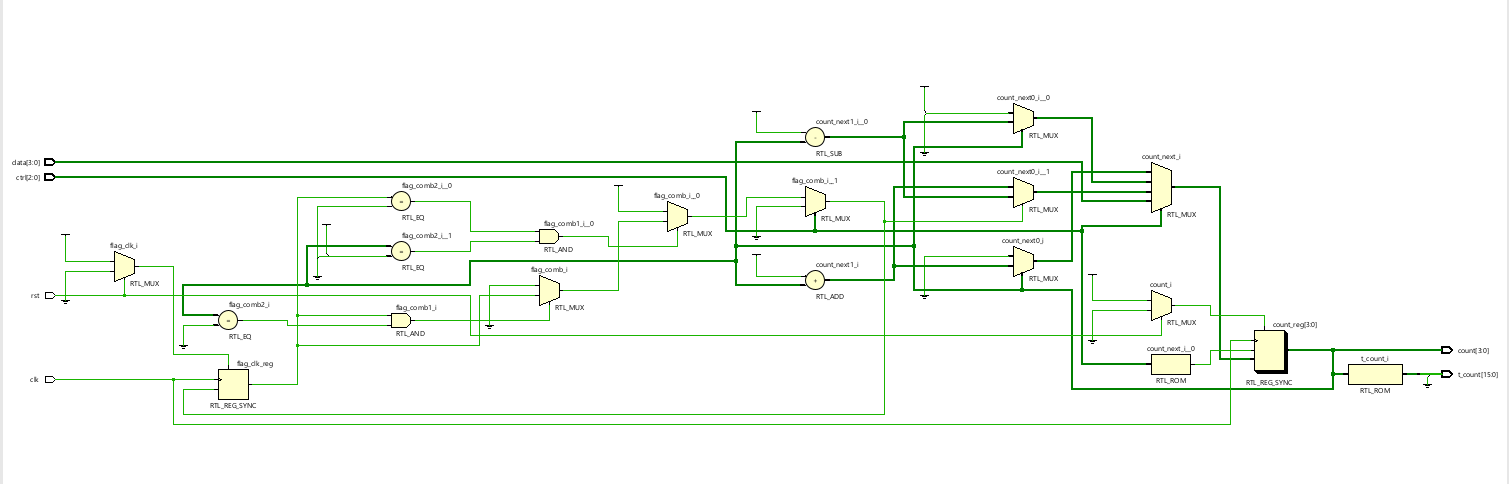 count_next0_i__0
RTL_MUX
count_next1_i__0
-
RTL_SUB
data[3:0]
ctrl[2:0]
count_next_i
RTL_MUX
count_next0_i__1
RTL_MUX
flag_comb_i__1
RTL_MUX
flag_comb2_i__0
=
RTL_EQ
flag_comb_i__0
RTL_MUX
flag_comb1_i__0
RTL_AND
flag_comb2_i__1
=
RTL_EQ
flag_clk_i
RTL_MUX
count_next0_i
RTL_MUX
count_next1_i
+
RTL_ADD
flag_comb_i
RTL_MUX
count_i
RTL_MUX
rst
flag_comb2_i
=
RTL_EQ
flag_comb1_i
RTL_AND
count_reg[3:0]
RTL_REG_SYNC
count_next_i__0
RTL_ROM
count[3:0]
t_count_i
RTL_ROM
t_count[15:0]
clk
flag_clk_reg
RTL_REG_SYNC